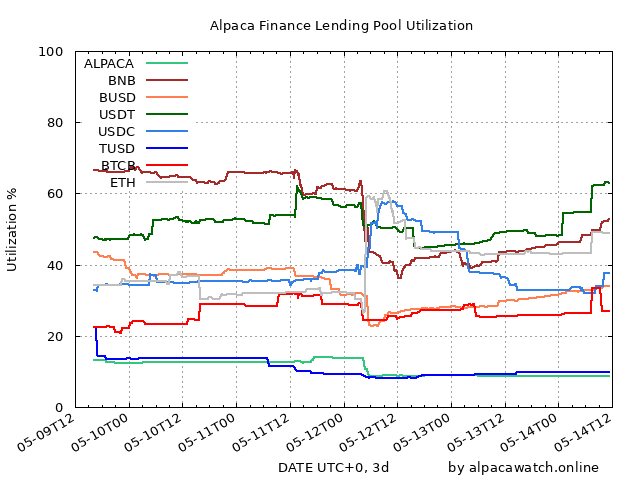 Alpaca Finance Lending Pool Utilization
100
80
60
40
20
0
Utilization %
ALPACA
BNB
BUSD
USDT
USDC
TUSD
BTCB
ETH
05-09T12
05-10T00
05-10T12
05-11T00
05-11T12
05-12T00
05-12T12
05-13T00
05-13T12
05-14T00
05-14T12
DATE UTC+0, 3d
by alpacawatch.online